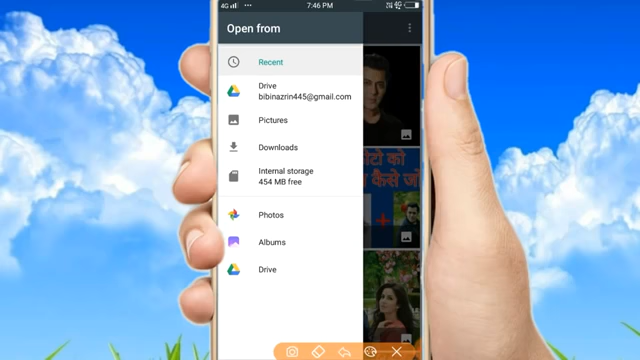 4G
7:46 PM
4G
Open from
Recent
Drive
bibinazrin445@gmail.com
Pictures
Downloads
Internal storage
454 MB free
Photos
Albums
Drive
को
कैसे